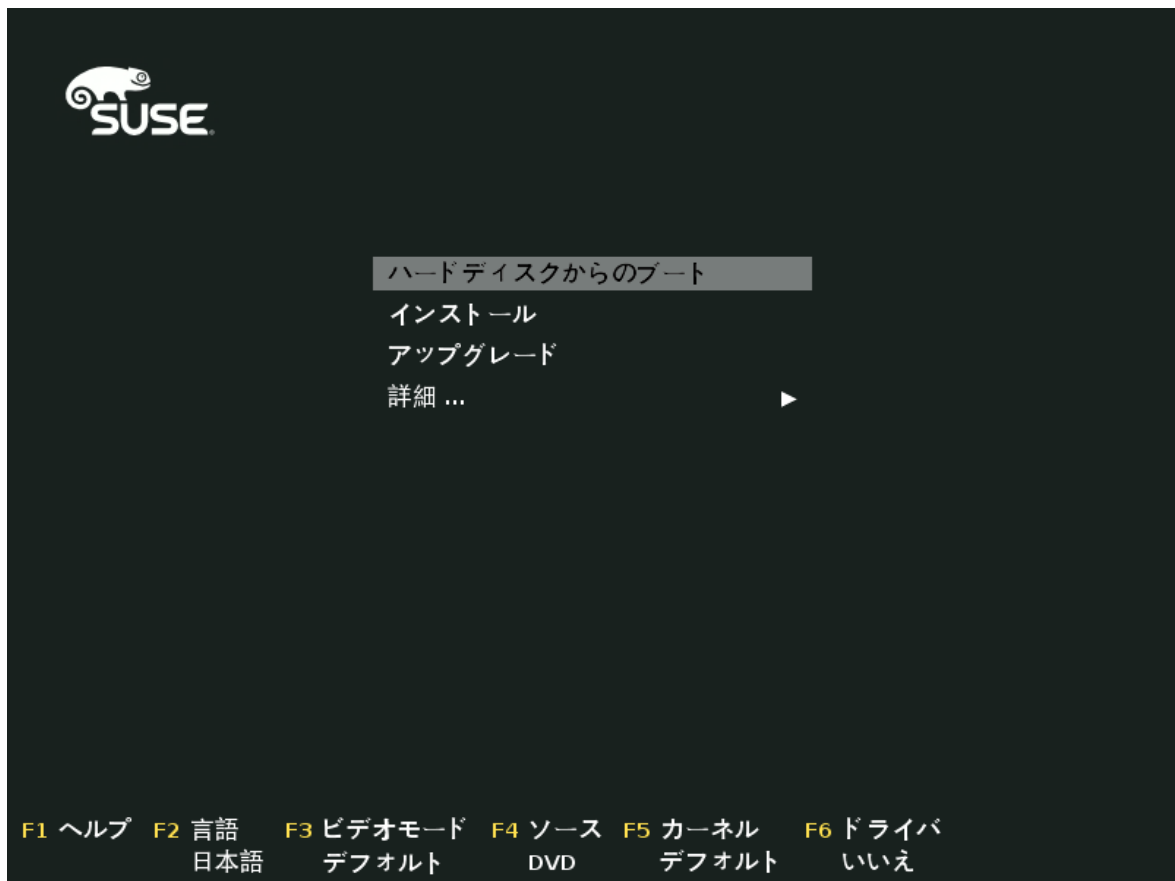 SUSE
ハードディスクからのブート
インストール
アップグレード
詳細 ...
F1 ヘルプ F2 言語 F3 ビデオモード F4 ソース F5 カーネル F6 ドライバ
日本語 デフォルト DVD デフォルト いいえ